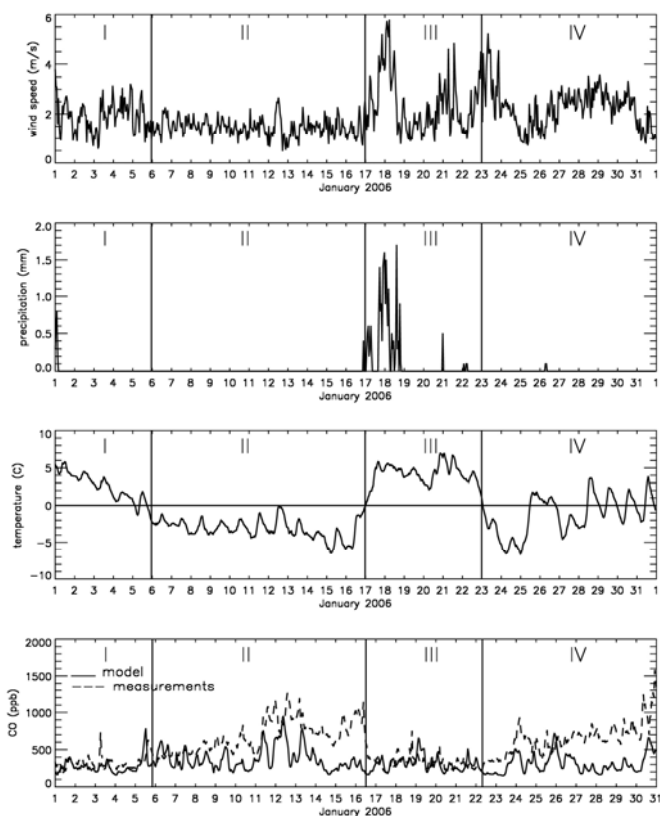 I II III IV
6
4
2
0
wind speed (m/s)
1 2 3 4 5 6 7 8 9 10 11 12 13 14 15 16 17 18 19 20 21 22 23 24 25 26 27 28 29 30 31 1
January 2006
I II III IV
2.0
1.5
1.0
0.5
0.0
precipitation (mm)
1 2 3 4 5 6 7 8 9 10 11 12 13 14 15 16 17 18 19 20 21 22 23 24 25 26 27 28 29 30 31 1
January 2006
I II III IV
10
5
0
−5
−10
temperature (C)
1 2 3 4 5 6 7 8 9 10 11 12 13 14 15 16 17 18 19 20 21 22 23 24 25 26 27 28 29 30 31 1
January 2006
I II III IV
2000
1500
1000
500
0
CO (ppb)
model
measurements
1 2 3 4 5 6 7 8 9 10 11 12 13 14 15 16 17 18 19 20 21 22 23 24 25 26 27 28 29 30 31
January 2006